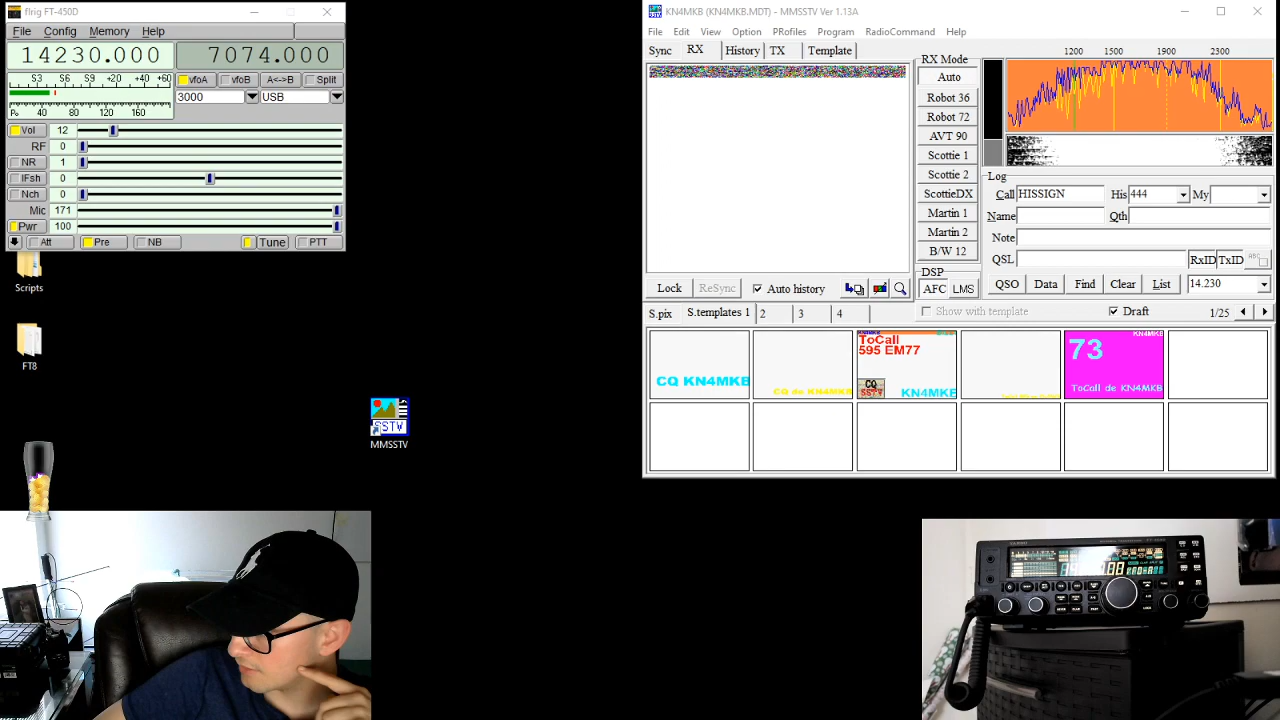 flrig FT-450D
File Config Memory Help
14230.000 7074.000
S3 S6 S9 +20 +40 +60
Po 40 80 120 160
vfoA vfoB A<->B Split
3000 USB
Vol 12
RF 0
NR 1
IFsh 0
Nch 0
Mic 171
Pwr 100
Att Pre NB Tune PTT
Scripts
FT8
SSTV
MMSSTV
KN4MKB (KN4MKB.MDT) - MMSSTV Ver 1.13A
File Edit View Option PRofiles Program RadioCommand Help
Sync RX History TX Template
RX Mode
Auto
Robot 36
Robot 72
AVT 90
Scottie 1
Scottie 2
ScottieDX
Martin 1
Martin 2
B/W 12
DSP
AFC LMS
1200 1500 1900 2300
Log
Call HISSIGN His 444 My
Name Qth
Note
QSL RxID TxID
QSO Data Find Clear List 14.230
Lock ReSync Auto history
Show with template Draft 1/25
S.pix S.templates 1 2 3 4
CQ KN4MKB
CQ de KN4MKB
ToCall
595 EM77
CQ
SSTV
KN4MKB
KN4MKB
73
ToCall de KN4MKB